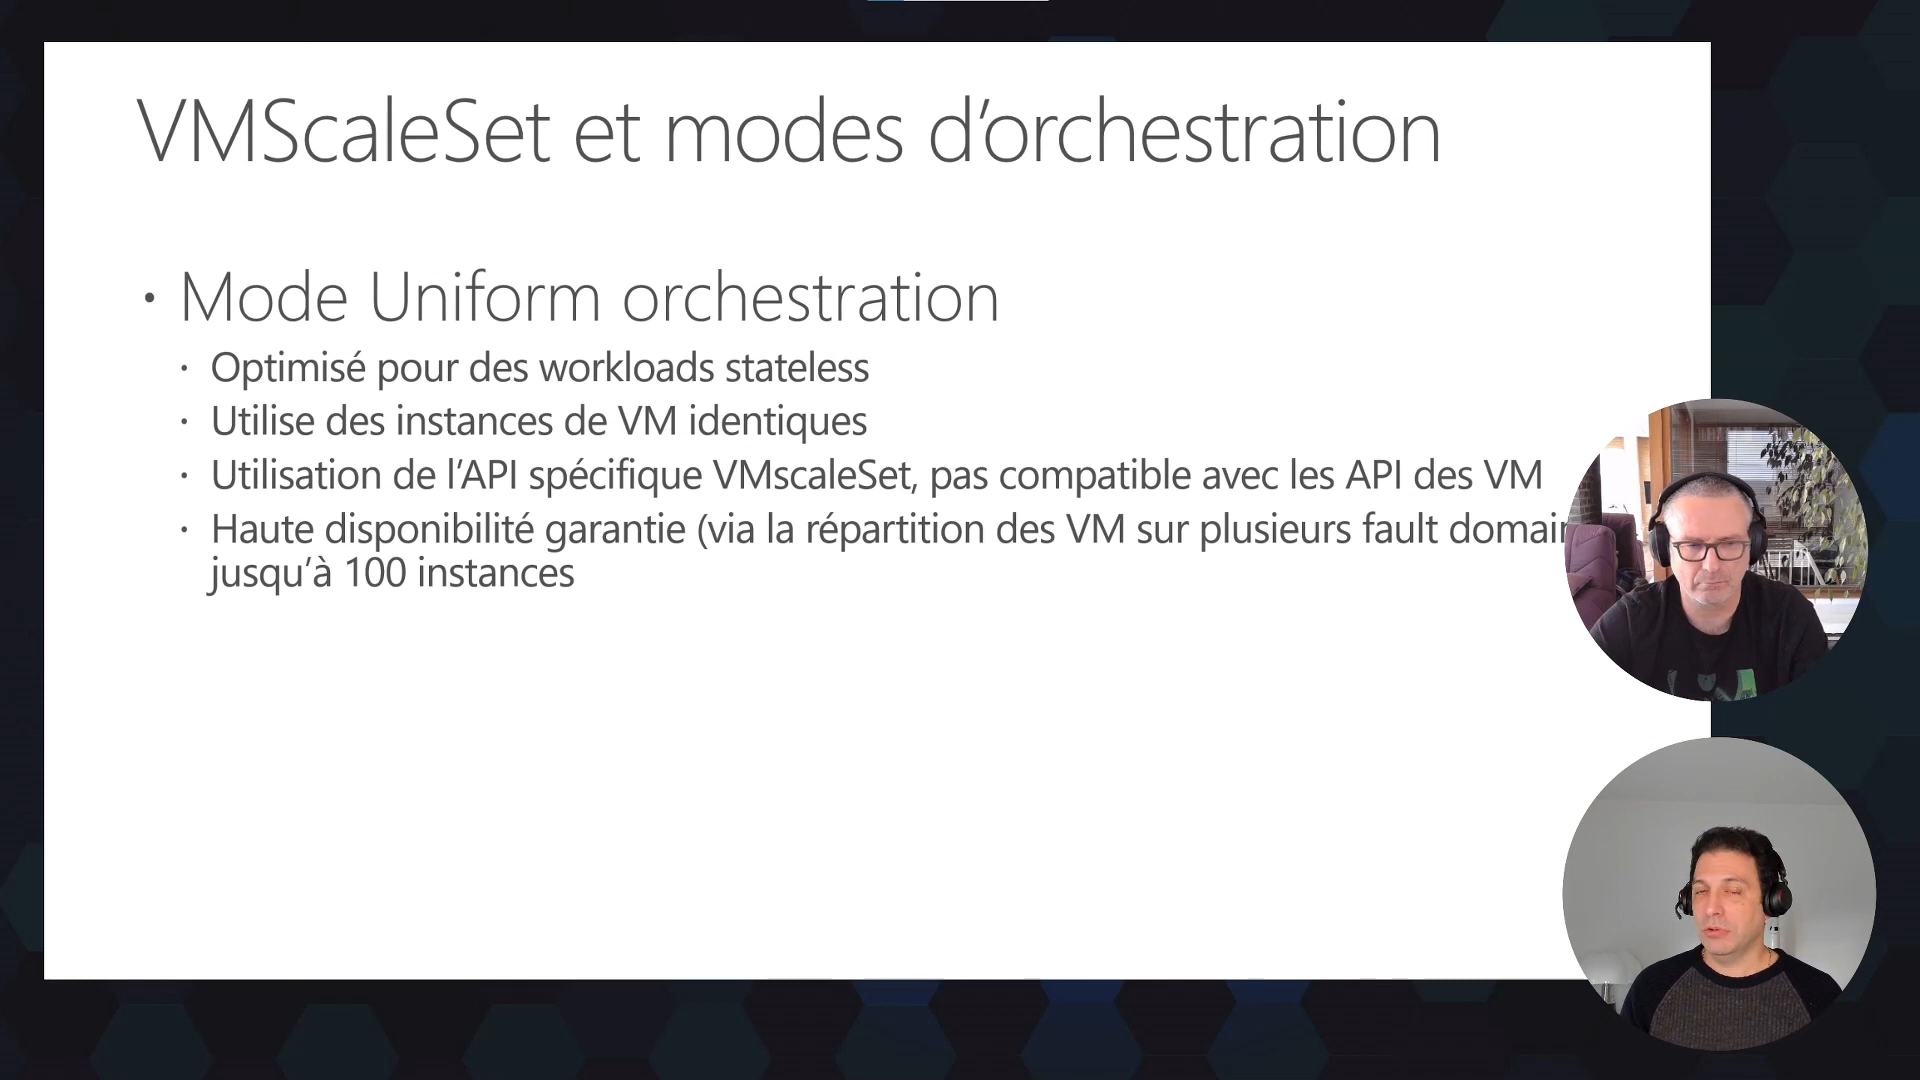 VMScaleSet et modes d’orchestration
• Mode Uniform orchestration
• Optimisé pour des workloads stateless
• Utilise des instances de VM identiques
• Utilisation de l’API spécifique VMscaleSet, pas compatible avec les API des VM
• Haute disponibilité garantie (via la répartition des VM sur plusieurs fault
jusqu’à 100 instances